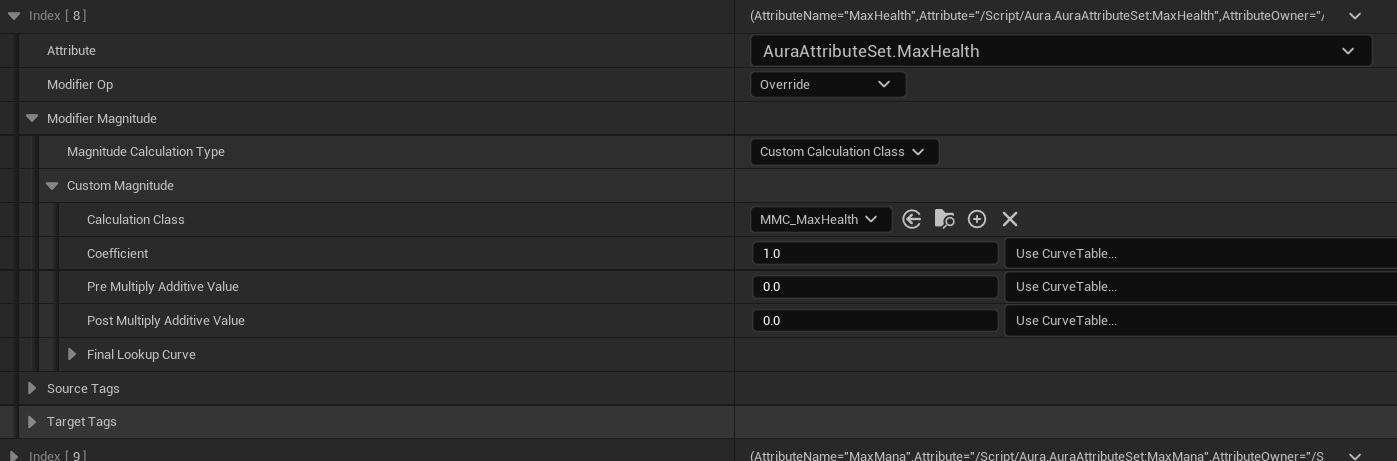 Index [ 8 ] (AttributeName="MaxHealth",Attribute="/Script/Aura.AuraAttributeSet:MaxHealth",AttributeOwner="/
Attribute AuraAttributeSet.MaxHealth
Modifier Op Override
Modifier Magnitude
Magnitude Calculation Type Custom Calculation Class
Custom Magnitude
Calculation Class MMC_MaxHealth
Coefficient 1.0 Use CurveTable...
Pre Multiply Additive Value 0.0 Use CurveTable...
Post Multiply Additive Value 0.0 Use CurveTable...
Final Lookup Curve
Source Tags
Target Tags
Index [ 9 ] (AttributeName="MaxMana",Attribute="/Script/Aura.AuraAttributeSet:MaxMana",AttributeOwner="/S